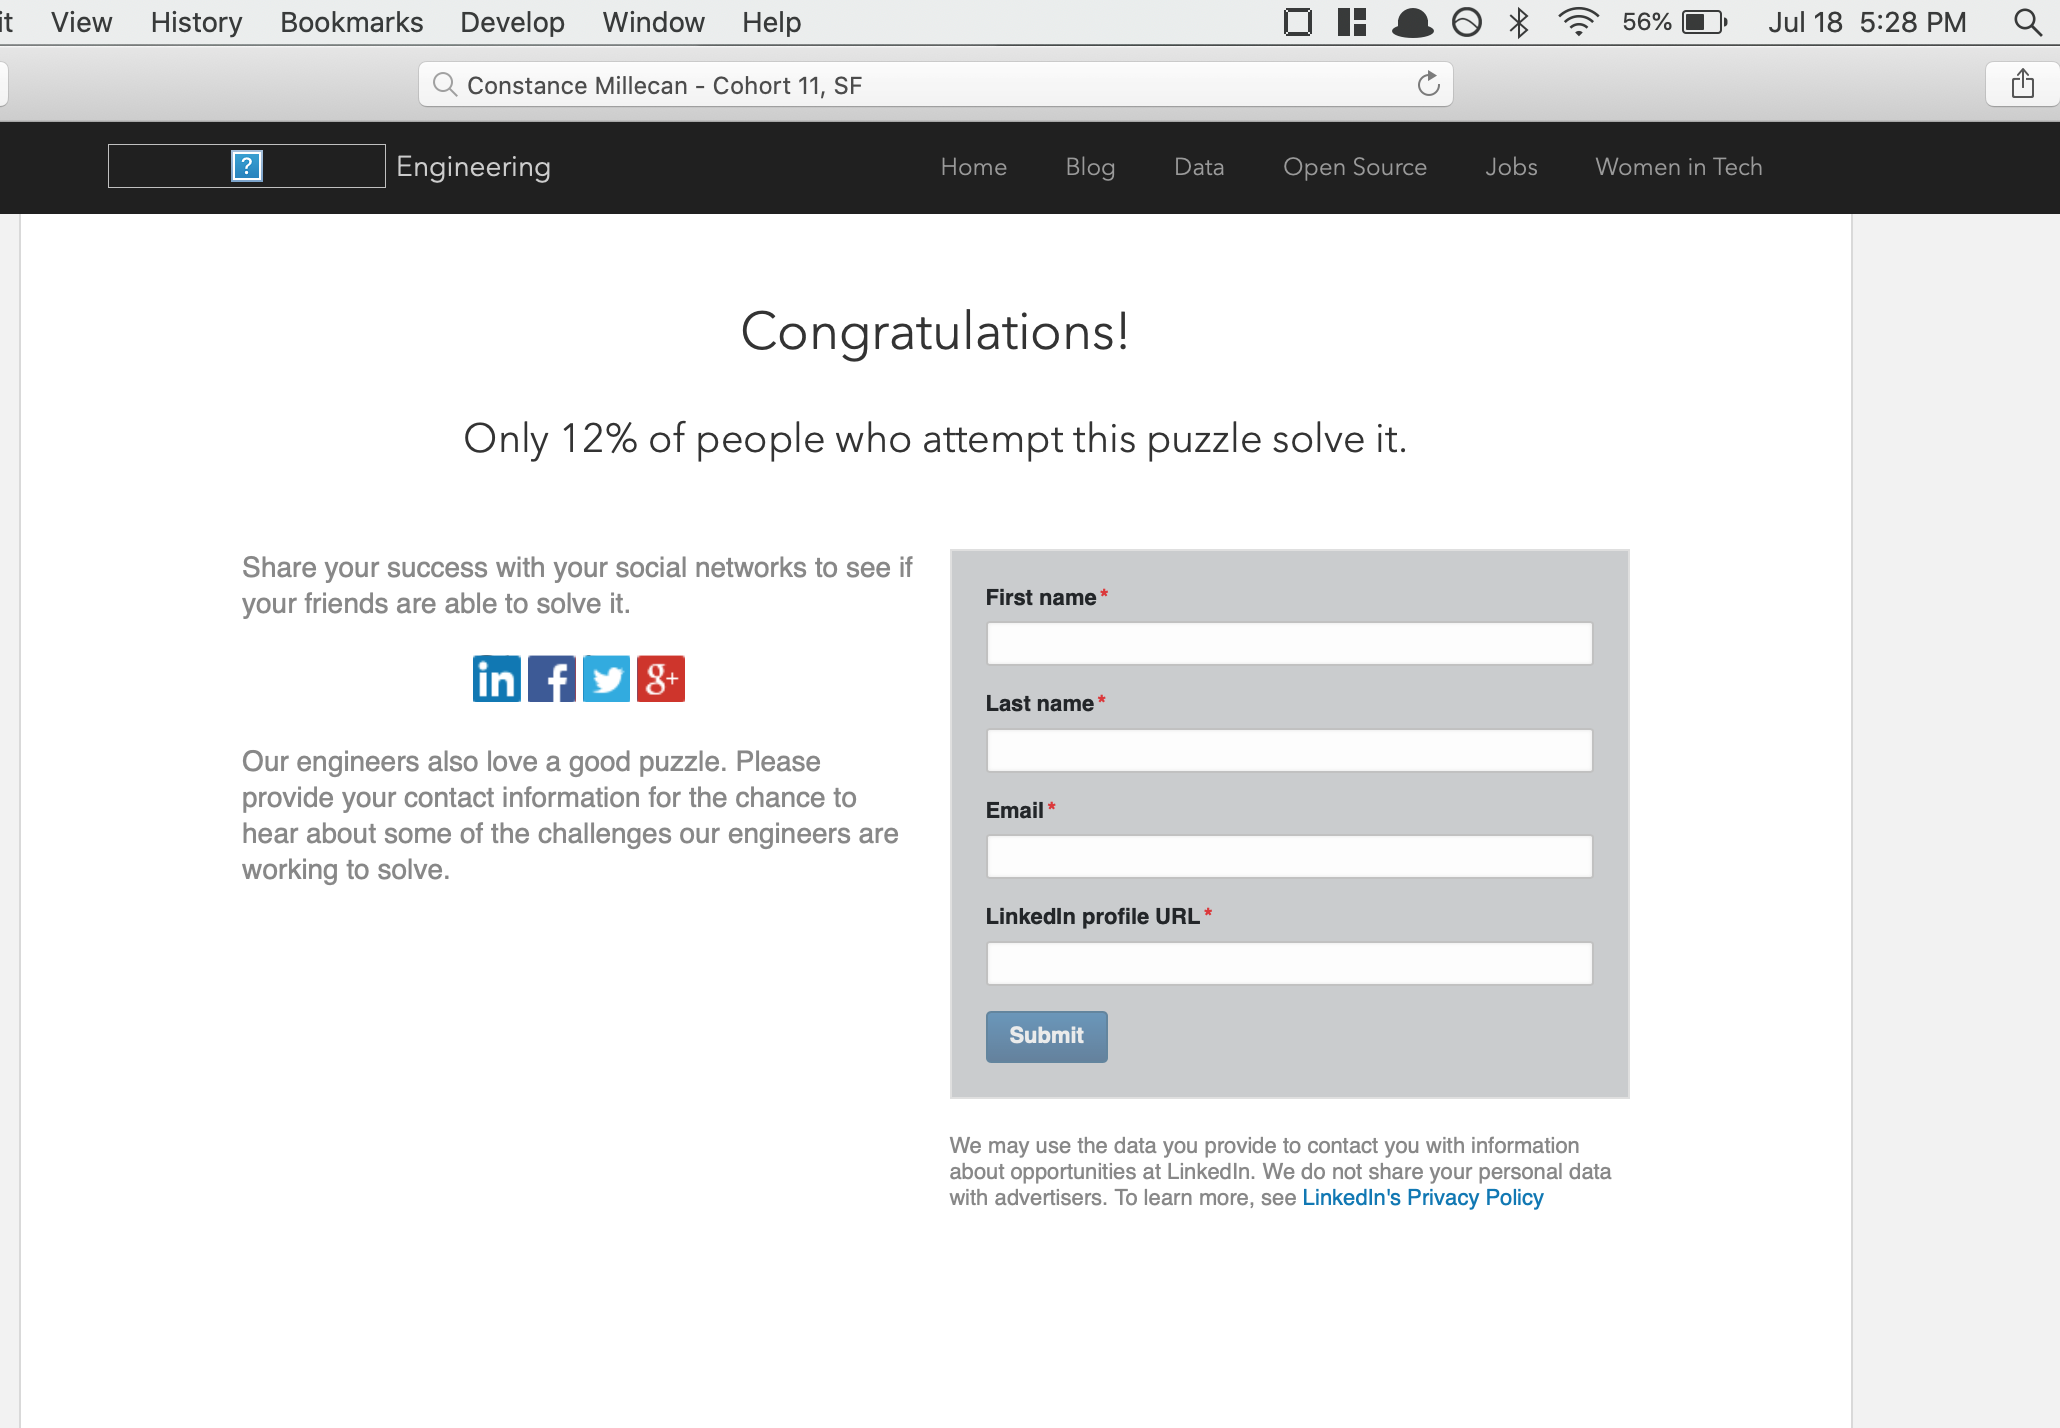 it View History Bookmarks Develop Window Help 56% Jul 18 5:28 PM
Constance Millecan - Cohort 11, SF
? Engineering Home Blog Data Open Source Jobs Women in Tech
Congratulations!
Only 12% of people who attempt this puzzle solve it.
Share your success with your social networks to see if
your friends are able to solve it.
in f g+
Our engineers also love a good puzzle. Please
provide your contact information for the chance to
hear about some of the challenges our engineers are
working to solve.
First name*
Last name*
Email*
LinkedIn profile URL*
Submit
We may use the data you provide to contact you with information
about opportunities at LinkedIn. We do not share your personal data
with advertisers. To learn more, see LinkedIn's Privacy Policy